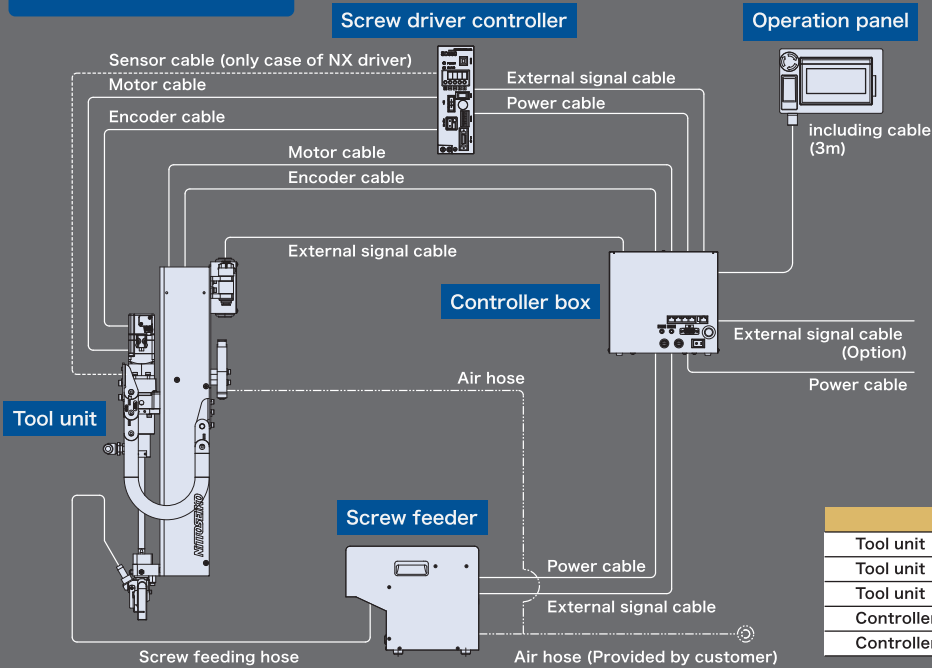 Screw driver controller
Operation panel
Sensor cable (only case of NX driver)
Motor cable
Encoder cable
External signal cable
Power cable
including cable
(3m)
Motor cable
Encoder cable
External signal cable
Controller box
External signal cable
(Option)
Power cable
Air hose
Tool unit
NITTOSEIKO
Screw feeder
Power cable
External signal cable
Screw feeding hose
Air hose (Provided by customer)
Tool unit
Tool unit
Tool unit
Controller
Controller